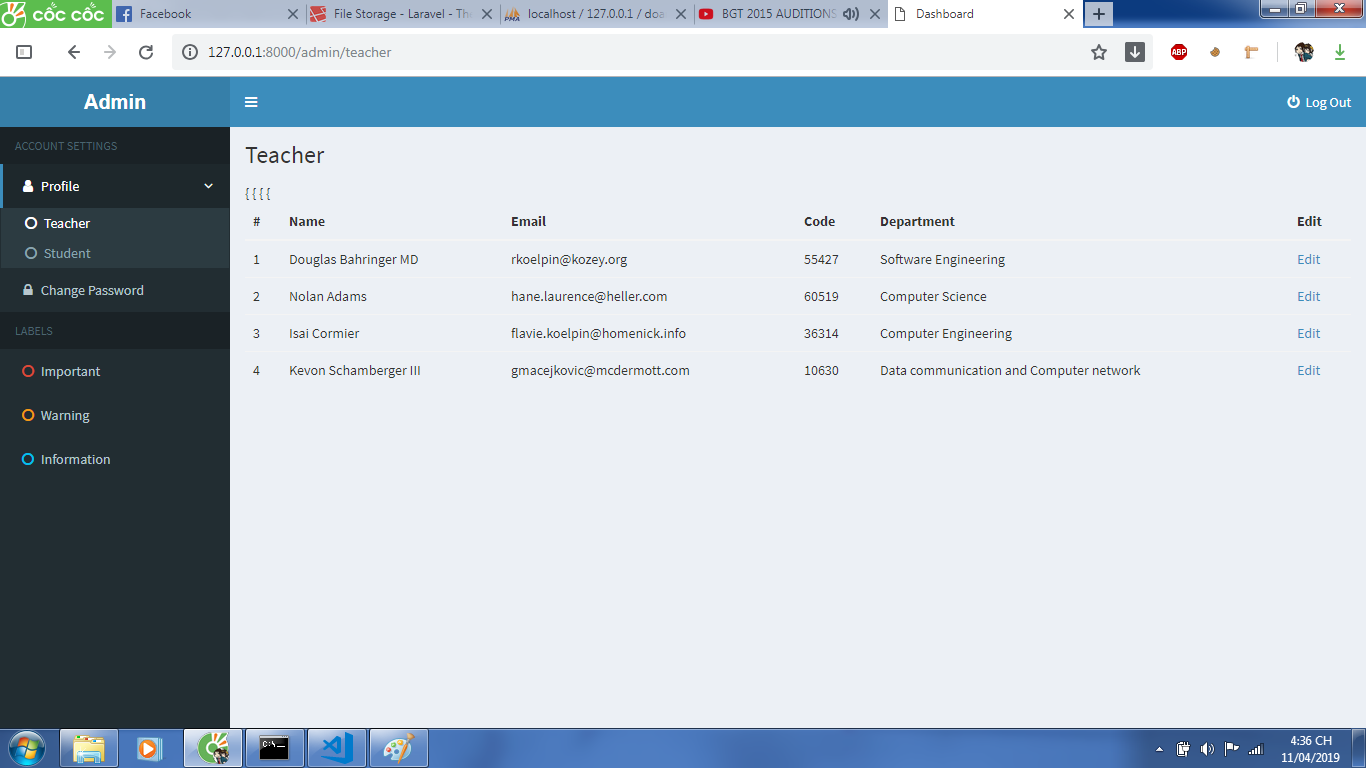 cốc cốc Facebook File Storage - Laravel - Th localhost / 127.0.0.1 / doa BGT 2015 AUDITIONS Dashboard
127.0.0.1:8000/admin/teacher ABP
Admin Log Out
ACCOUNT SETTINGS
Profile
Teacher
Student
Change Password
LABELS
Important
Warning
Information
Teacher
{ { { {
# Name Email Code Department Edit
1 Douglas Bahringer MD rkoelpin@kozey.org 55427 Software Engineering Edit
2 Nolan Adams hane.laurence@heller.com 60519 Computer Science Edit
3 Isai Cormier flavie.koelpin@homenick.info 36314 Computer Engineering Edit
4 Kevon Schamberger III gmacejkovic@mcdermott.com 10630 Data communication and Computer network Edit
4:36 CH
11/04/2019